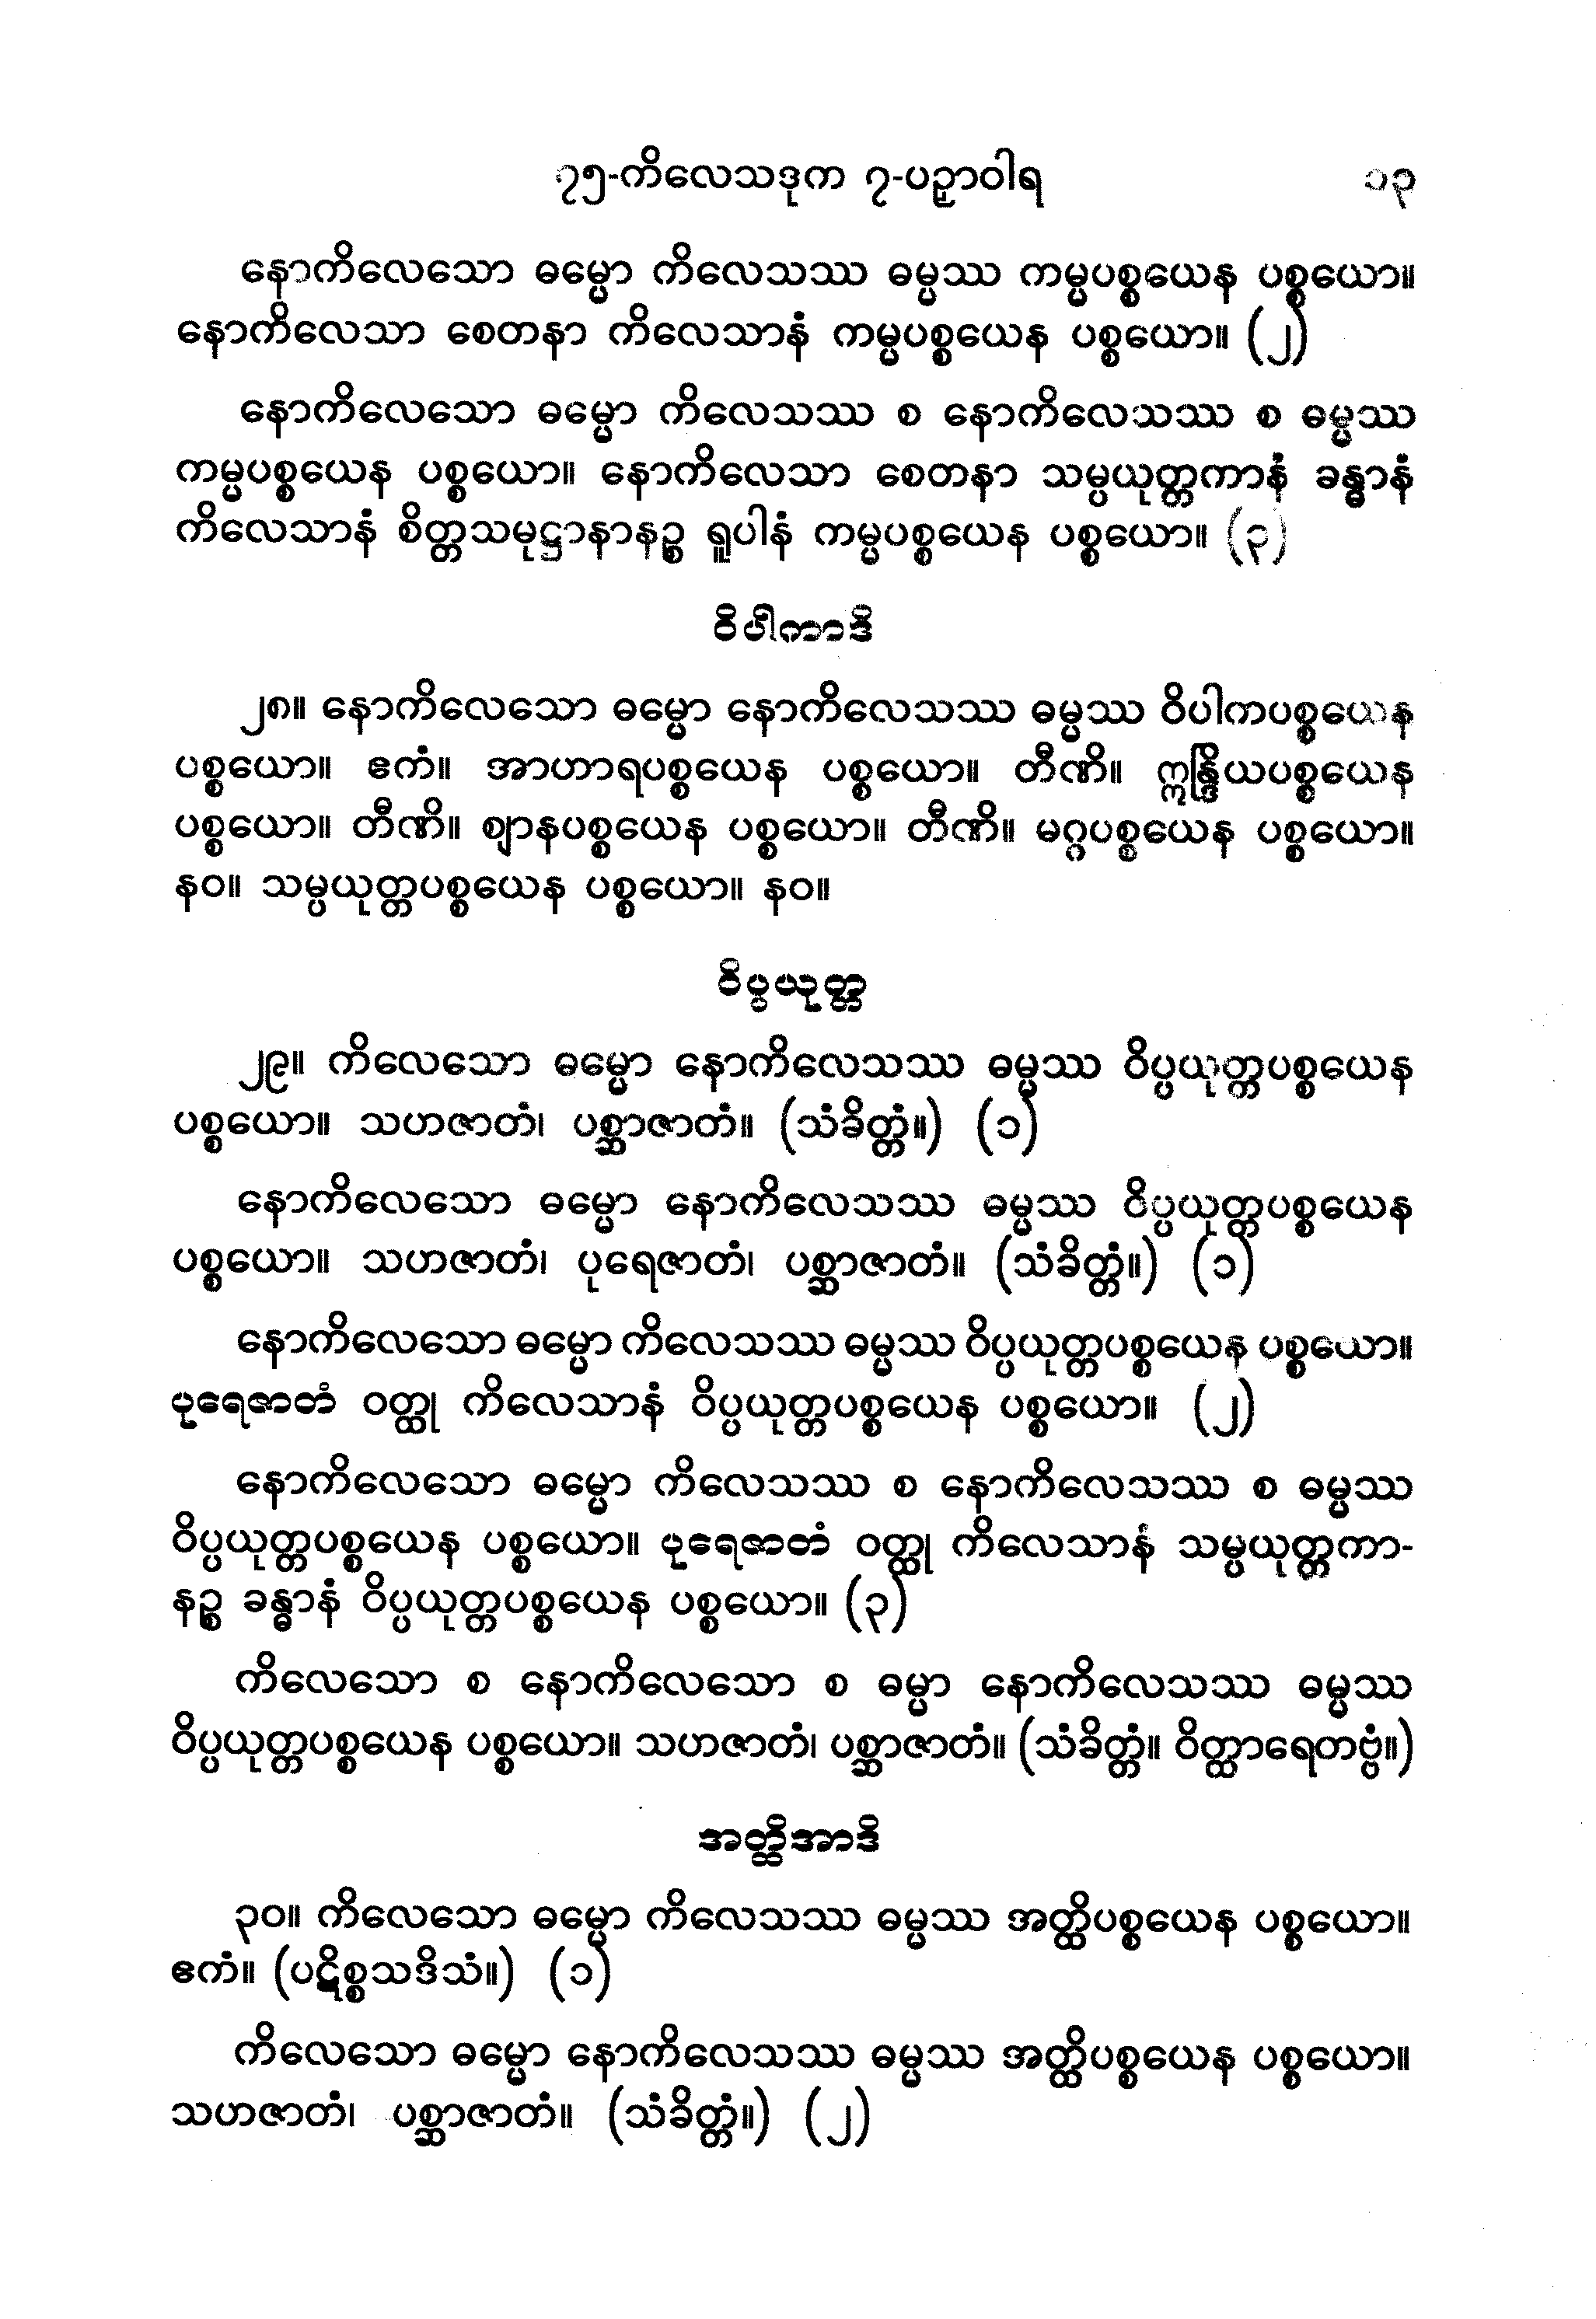 ၇၅-ကိလေသဒုက ၇-ပဉှာဝါရ ၁၃
နောကိလေသော ဓမ္မော ကိလေသဿ ဓမ္မဿ ကမ္မပစ္စယေန ပစ္စယော။
နောကိလေသာ စေတနာ ကိလေသာနံ ကမ္မပစ္စယေန ပစ္စယော။ (၂)
နောကိလေသော ဓမ္မော ကိလေသဿ စ နောကိလေသဿ စ ဓမ္မဿ
ကမ္မပစ္စယေန ပစ္စယော။ နောကိလေသာ စေတနာ သမ္ပယုတ္တကာနံ ခန္ဓာနံ
ကိလေသာနံ စိတ္တသမုဋ္ဌာနာနဉ္စ ရူပါနံ ကမ္မပစ္စယေန ပစ္စယော။ (၃)
ဝိပါကာဒိ
၂၈။ နောကိလေသော ဓမ္မော နောကိလေသဿ ဓမ္မဿ ဝိပါကပစ္စယေန
ပစ္စယော။ ဧကံ။ အာဟာရပစ္စယေန ပစ္စယော။ တီဏိ။ ဣန္ဒြိယပစ္စယေန
ပစ္စယော။ တီဏိ။ ဈာနပစ္စယေန ပစ္စယော။ တီဏိ။ မဂ္ဂပစ္စယေန ပစ္စယော။
နဝ။ သမ္ပယုတ္တပစ္စယေန ပစ္စယော။ နဝ။
ဝိပ္ပယုတ္တ
၂၉။ ကိလေသော ဓမ္မော နောကိလေသဿ ဓမ္မဿ ဝိပ္ပယုတ္တပစ္စယေန
ပစ္စယော။ သဟဇာတံ၊ ပစ္ဆာဇာတံ။ (သံခိတ္တံ။) (၁)
နောကိလေသော ဓမ္မော နောကိလေသဿ ဓမ္မဿ ဝိပ္ပယုတ္တပစ္စယေန
ပစ္စယော။ သဟဇာတံ၊ ပုရေဇာတံ၊ ပစ္ဆာဇာတံ။ (သံခိတ္တံ။) (၁)
နောကိလေသော ဓမ္မော ကိလေသဿ ဓမ္မဿ ဝိပ္ပယုတ္တပစ္စယေန ပစ္စယော။
ပုရေဇာတံ ဝတ္ထု ကိလေသာနံ ဝိပ္ပယုတ္တပစ္စယေန ပစ္စယော။ (၂)
နောကိလေသော ဓမ္မော ကိလေသဿ စ နောကိလေသဿ စ ဓမ္မဿ
ဝိပ္ပယုတ္တပစ္စယေန ပစ္စယော။ ပုရေဇာတံ ဝတ္ထု ကိလေသာနံ သမ္ပယုတ္တကာ-
နဉ္စ ခန္ဓာနံ ဝိပ္ပယုတ္တပစ္စယေန ပစ္စယော။ (၃)
ကိလေသော စ နောကိလေသော စ ဓမ္မာ နောကိလေသဿ ဓမ္မဿ
ဝိပ္ပယုတ္တပစ္စယေန ပစ္စယော။ သဟဇာတံ၊ ပစ္ဆာဇာတံ။ (သံခိတ္တံ။ ဝိတ္ထာရေတဗ္ဗံ။)
အတ္ထိအာဒိ
၃၀။ ကိလေသော ဓမ္မော ကိလေသဿ ဓမ္မဿ အတ္ထိပစ္စယေန ပစ္စယော။
ဧကံ။ (ပဋိစ္စသဒိသံ။) (၁)
ကိလေသော ဓမ္မော နောကိလေသဿ ဓမ္မဿ အတ္ထိပစ္စယေန ပစ္စယော။
သဟဇာတံ၊ ပစ္ဆာဇာတံ။ (သံခိတ္တံ။) (၂)